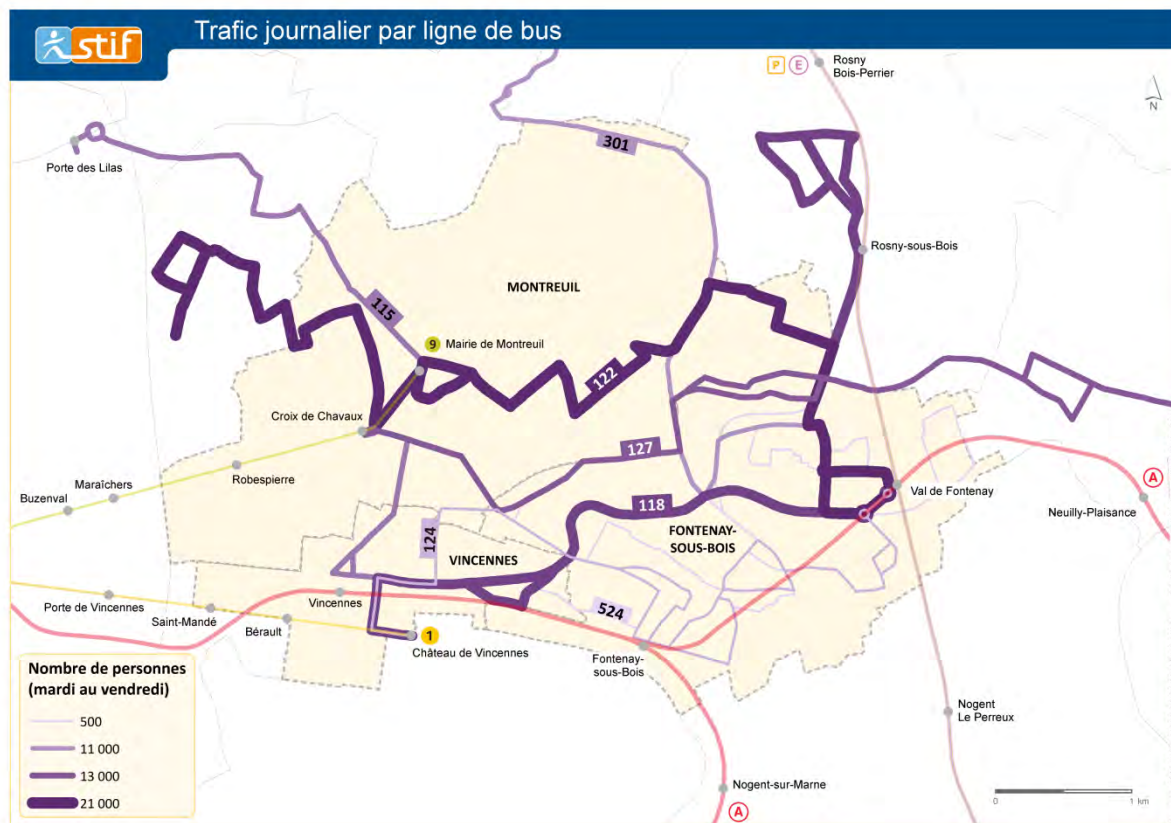 stif
Trafic journalier par ligne de bus
P E
Rosny
Bois-Perrier
N
301
Porte des Lilas
Rosny-sous-Bois
MONTREUIL
115
9
Mairie de Montreuil
122
Croix de Chavaux
127
Robespierre
Maraîchers
Buzenval
Val de Fontenay
A
Neuilly-Plaisance
118
FONTENAY-
SOUS-BOIS
124
VINCENNES
Vincennes
524
Porte de Vincennes
Saint-Mandé
Bérault
1
Château de Vincennes
Fontenay-
sous-Bois
Nombre de personnes
(mardi au vendredi)
500
11 000
13 000
21 000
Nogent
Le Perreux
Nogent-sur-Marne
A
0
1 km